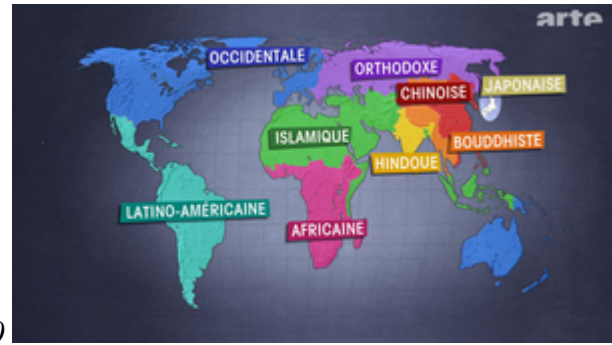 arte
OCCIDENTALE
ORTHODOXE
CHINOISE
JAPONAISE
ISLAMIQUE
BOUDDHISTE
HINDOUE
LATINO-AMÉRICAINE
AFRICAINE
)